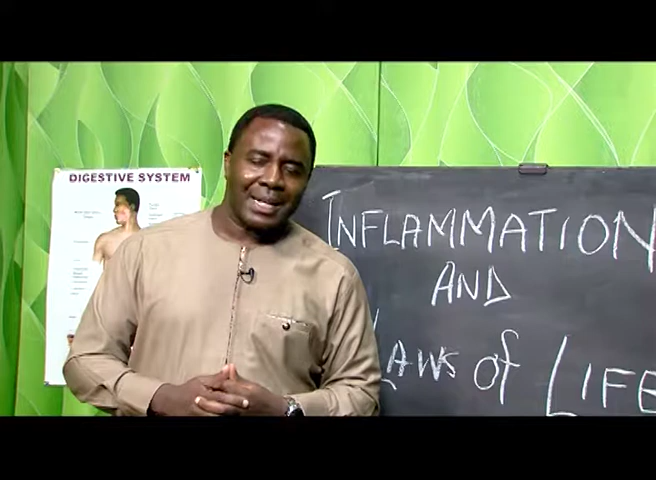 DIGESTIVE SYSTEM
INFLAMMATION
AND
LAWS of LIFE